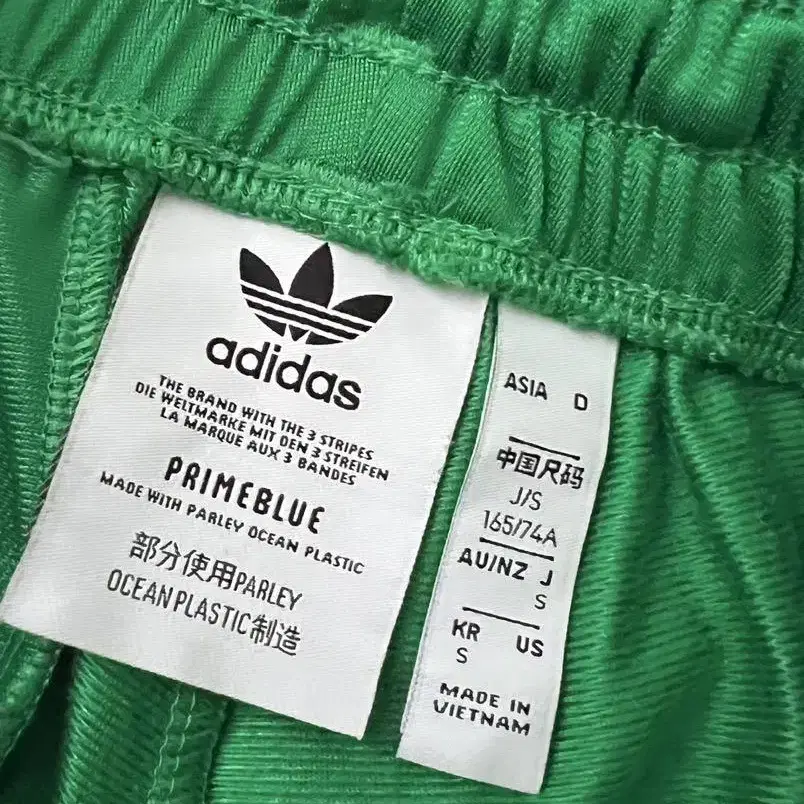 adidas
THE BRAND WITH THE 3 STRIPES
DIE WELTMARKE MIT DEN 3 STREIFEN
LA MARQUE AUX 3 BANDES
PRIMEBLUE
MADE WITH PARLEY OCEAN PLASTIC
部分使用PARLEY
OCEAN PLASTIC制造
ASIA D
中国尺码
J/S
165/74A
AU/NZ J
S
KR US
S
MADE IN
VIETNAM